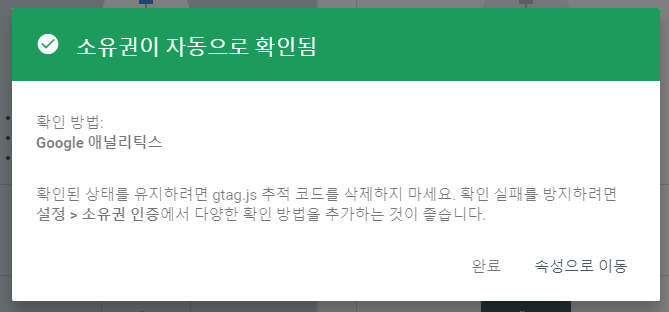 소유권이 자동으로 확인됨
확인 방법:
Google 애널리틱스
확인된 상태를 유지하려면 gtag.js 추적 코드를 삭제하지 마세요. 확인 실패를 방지하려면
설정 > 소유권 인증에서 다양한 확인 방법을 추가하는 것이 좋습니다.
완료
속성으로 이동